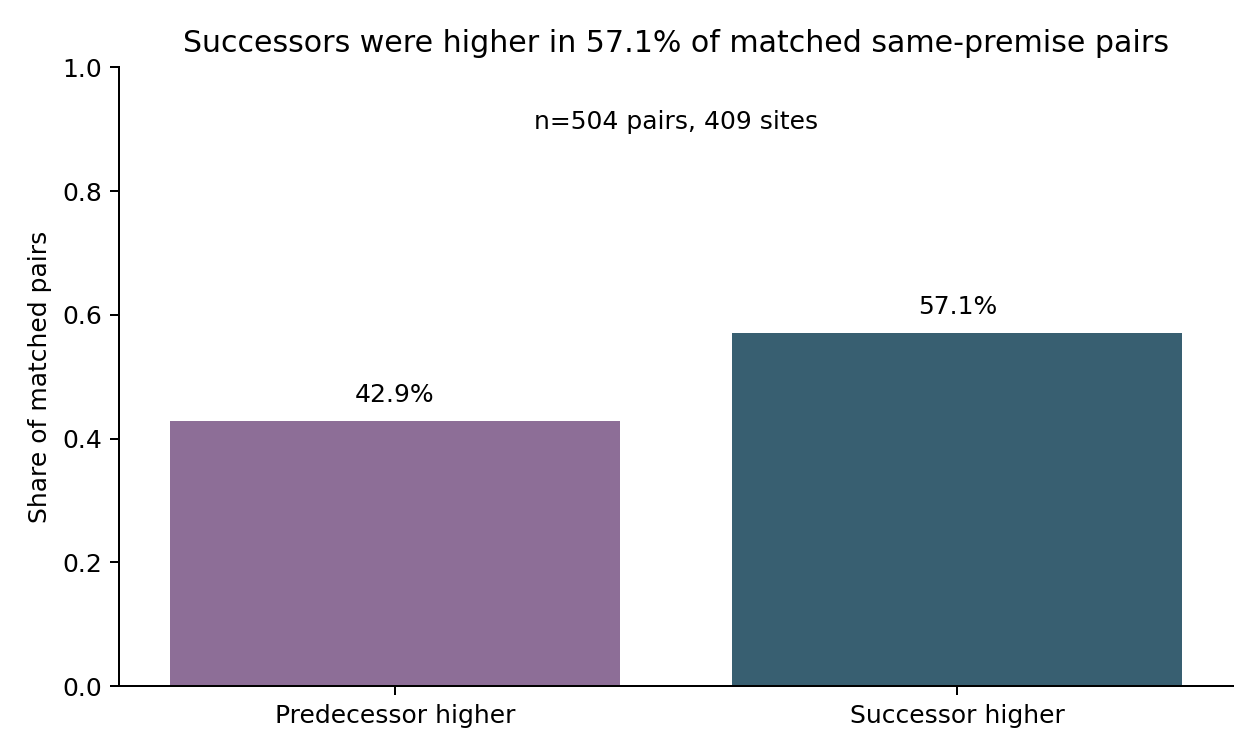 Successors were higher in 57.1% of matched same-premise pairs
n=504 pairs, 409 sites
Share of matched pairs
1.0
0.8
0.6
0.4
0.2
0.0
42.9%
57.1%
Predecessor higher
Successor higher